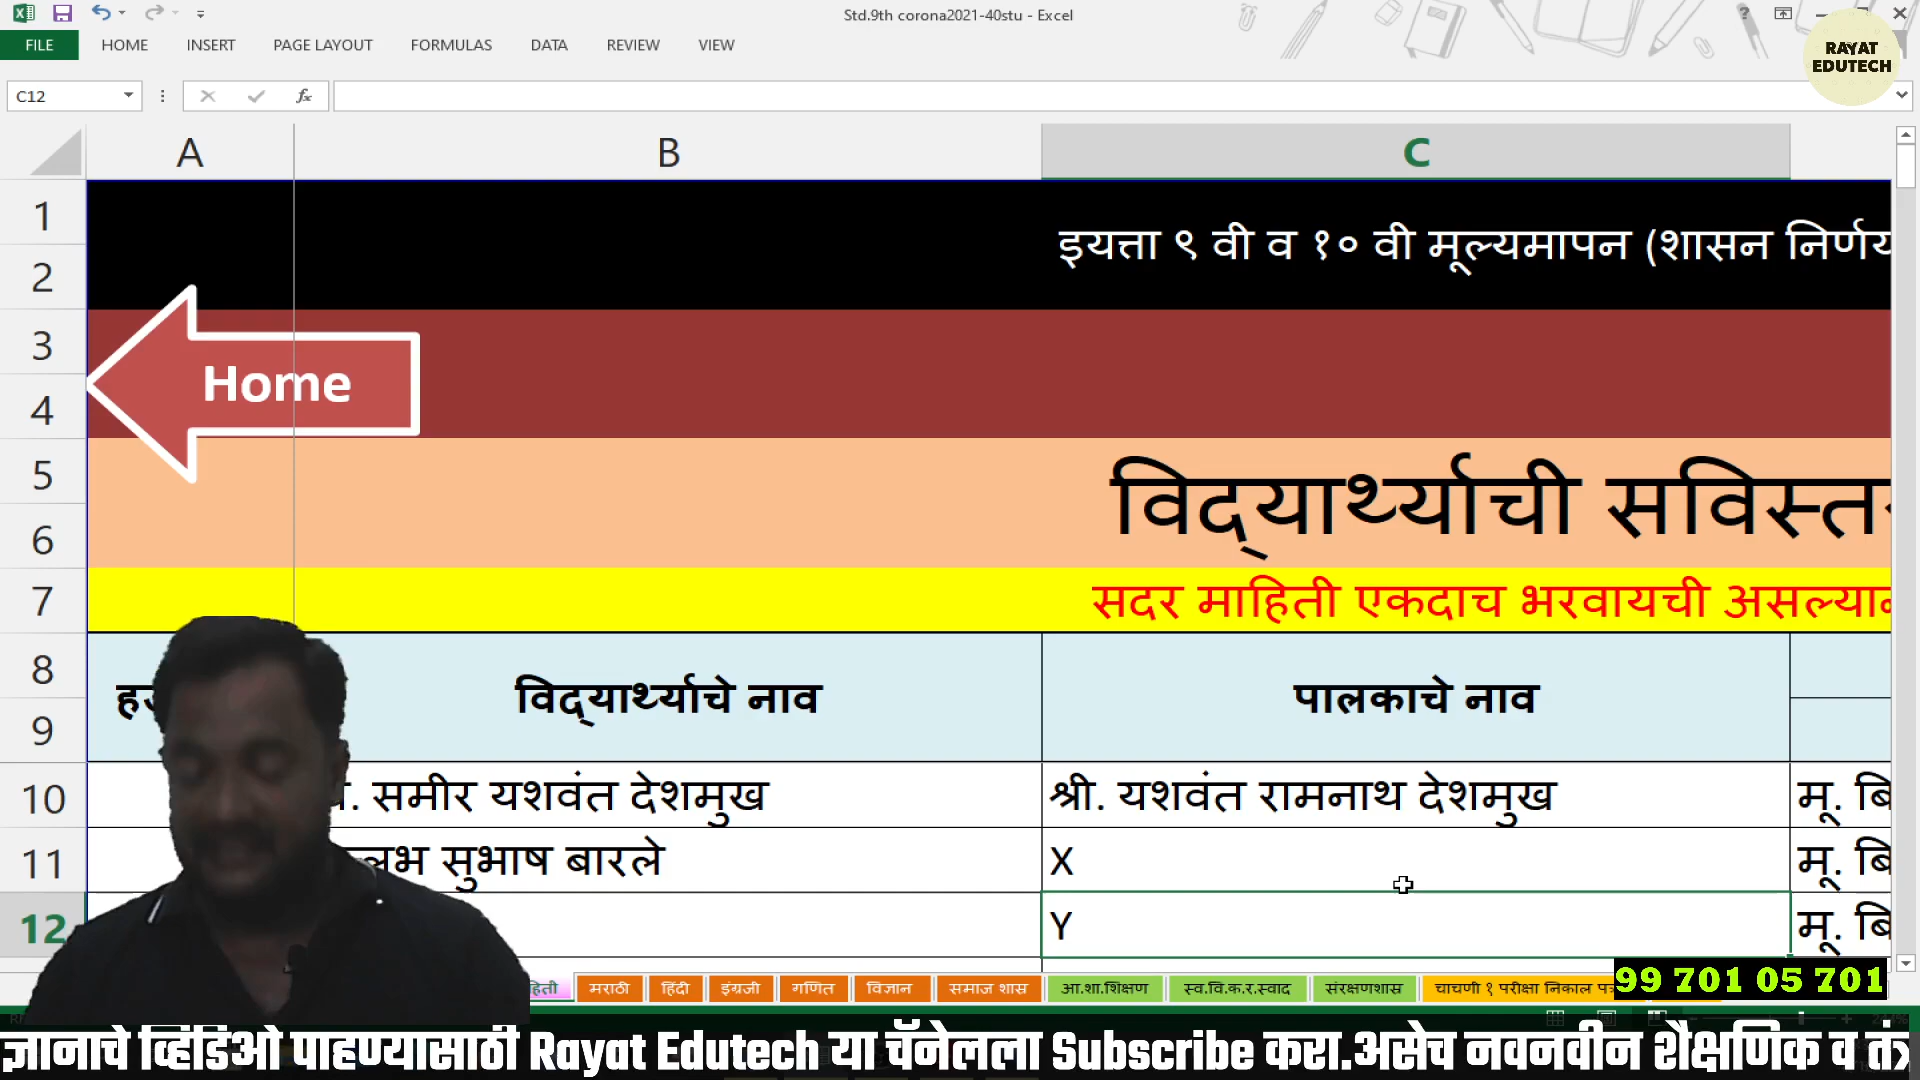 Std.9th corona2021-40stu - Excel
RAYAT
EDUTECH
FILE HOME INSERT PAGE LAYOUT FORMULAS DATA REVIEW VIEW
C12
fx
A B C
1
इयत्ता ९ वी व १० वी मूल्यमापन (शासन निर्णय
2
3
Home
4
5
विद्यार्थ्याची सविस्त
6
7
सदर माहिती एकदाच भरवायची असल्यान
8
विद्यार्थ्याचे नाव पालकाचे नाव
9
10 . समीर यशवंत देशमुख श्री. यशवंत रामनाथ देशमुख मू. बि
11 ल्लभ सुभाष बारले X मू. बि
12 Y मू. बि
मराठी हिंदी इंग्रजी गणित विज्ञान समाज शास्र आ.शा.शिक्षण स्व.वि.क.र.स्वाद संरक्षणशास्र चाचणी १ परीक्षा निकाल पत्र
99 701 05 701
ज्ञानाचे व्हिडिओ पाहण्यासाठी Rayat Edutech या चॅनेलला Subscribe करा.असेच नवनवीन शैक्षणिक व तं